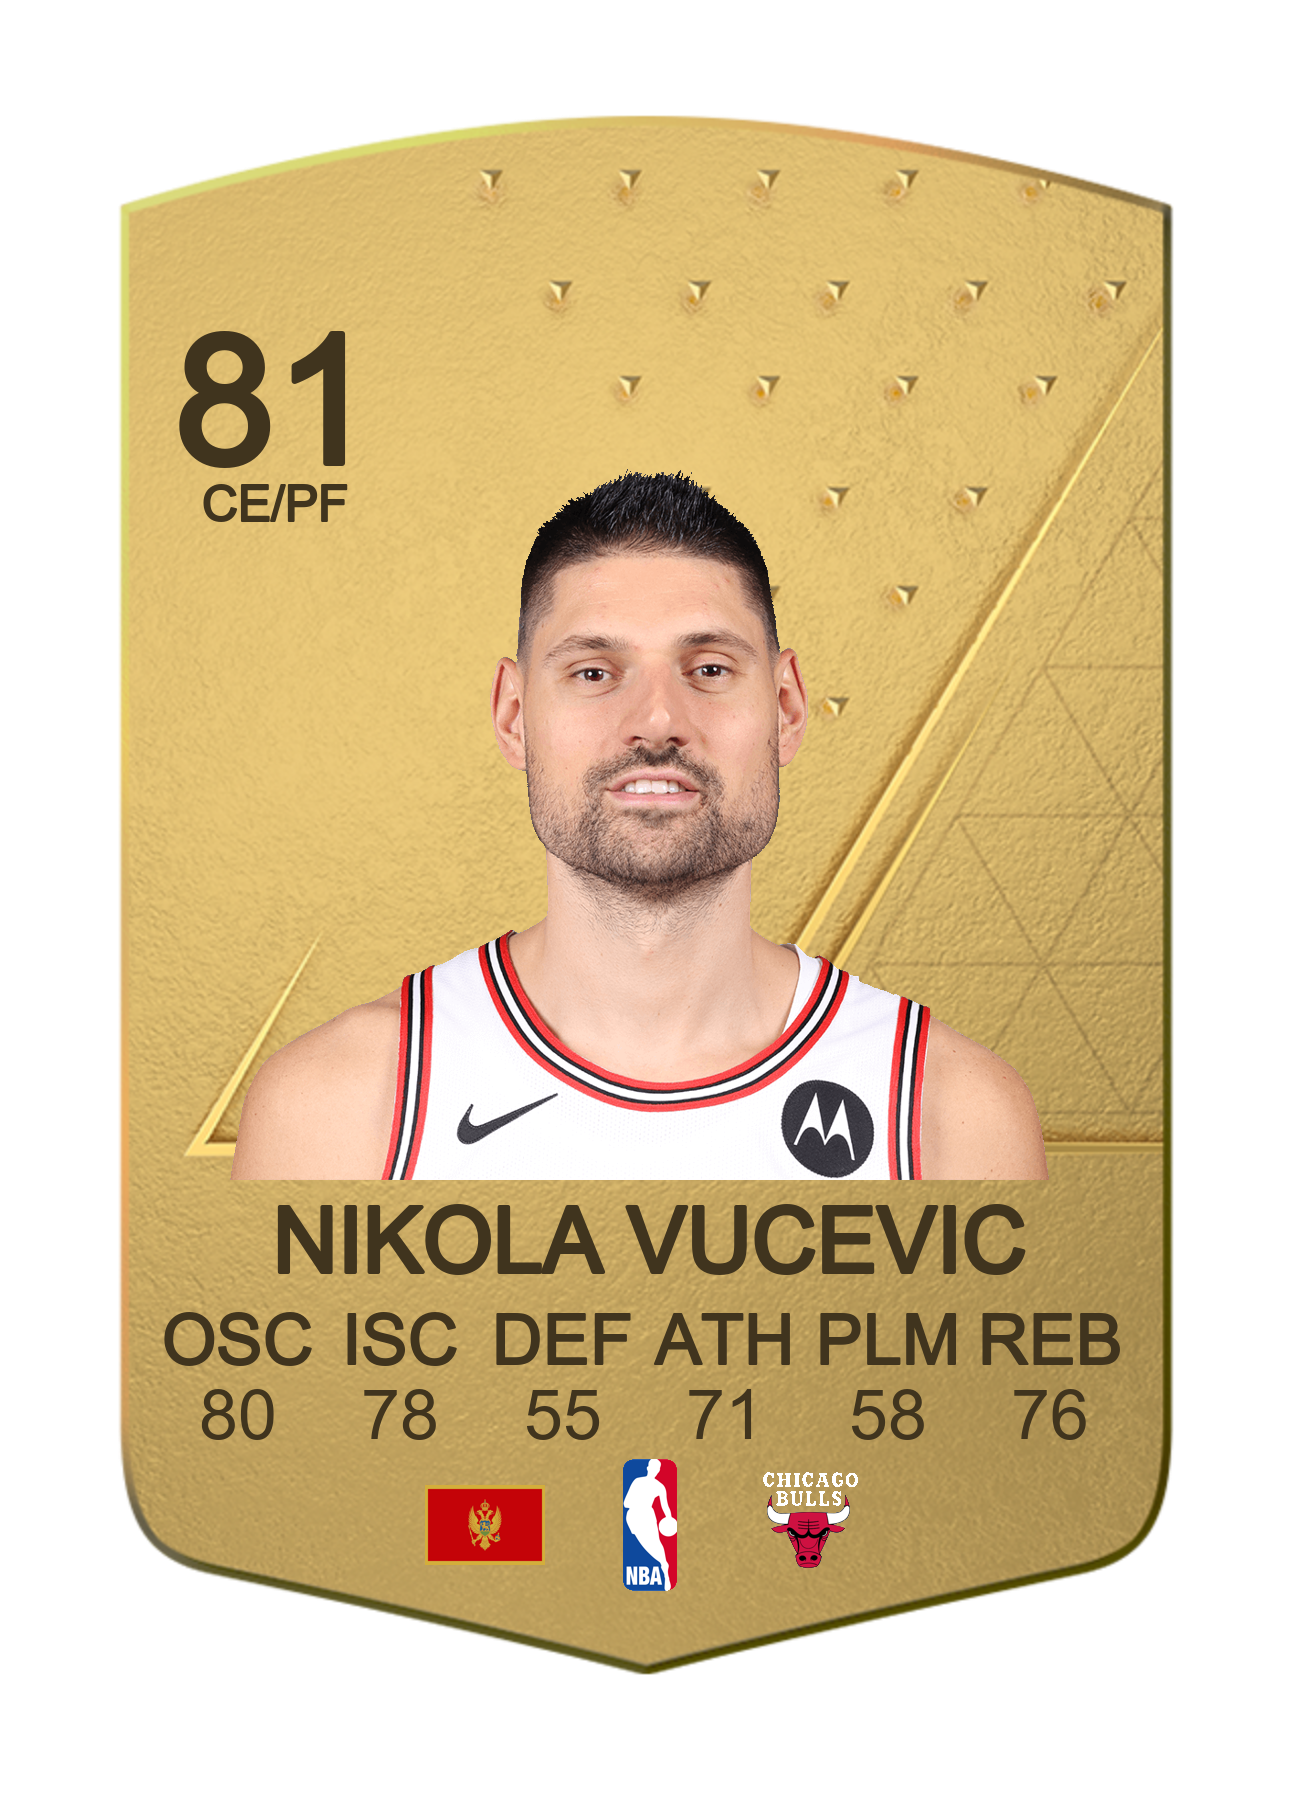 81
CE/PF
NIKOLA VUCEVIC
OSC ISC DEF ATH PLM REB
80 78 55 71 58 76
NBA
CHICAGO
BULLS